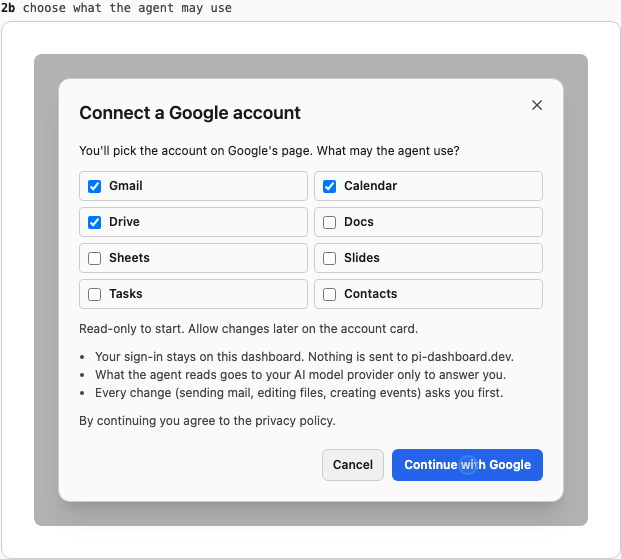 2b choose what the agent may use
Connect a Google account
You'll pick the account on Google's page. What may the agent use?
Gmail
Calendar
Drive
Docs
Sheets
Slides
Tasks
Contacts
Read-only to start. Allow changes later on the account card.
• Your sign-in stays on this dashboard. Nothing is sent to pi-dashboard.dev.
• What the agent reads goes to your AI model provider only to answer you.
• Every change (sending mail, editing files, creating events) asks you first.
By continuing you agree to the privacy policy.
Cancel
Continue with Google